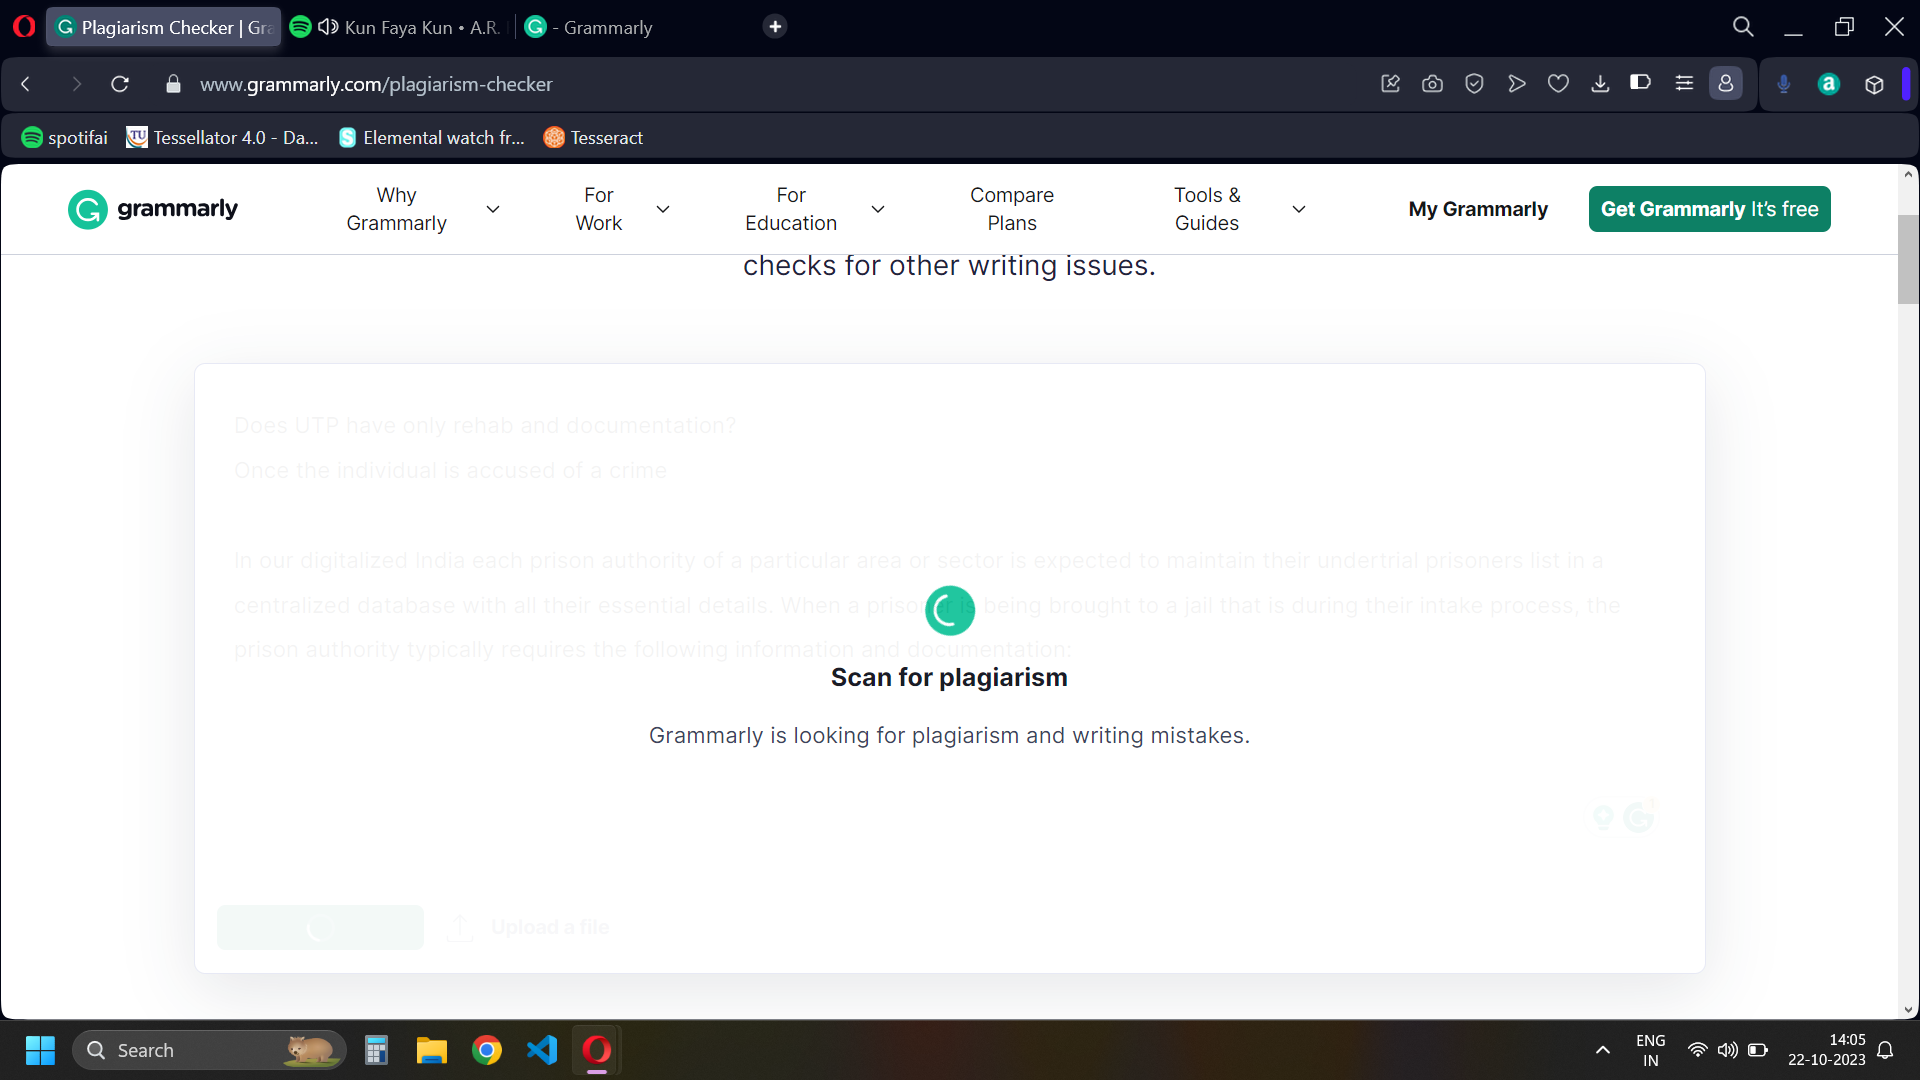 Plagiarism Checker | Gra
Kun Faya Kun • A.R.
- Grammarly
www.grammarly.com/plagiarism-checker
spotifai
Tessellator 4.0 - Da...
Elemental watch fr...
Tesseract
grammarly
Why Grammarly
For Work
For Education
Compare Plans
Tools & Guides
My Grammarly
Get Grammarly It's free
checks for other writing issues.
Does UTP have only rehab and documentation?
Once the individual is accused of a crime
In our digitalized India each prison authority of a particular area or sector is expected to maintain their undertrial prisoners list in a
centralized database with all their essential details. When a prisoner is being brought to a jail that is during their intake process, the
prison authority typically requires the following information and documentation:
Scan for plagiarism
Grammarly is looking for plagiarism and writing mistakes.
Upload a file
Search
ENG
IN
14:05
22-10-2023